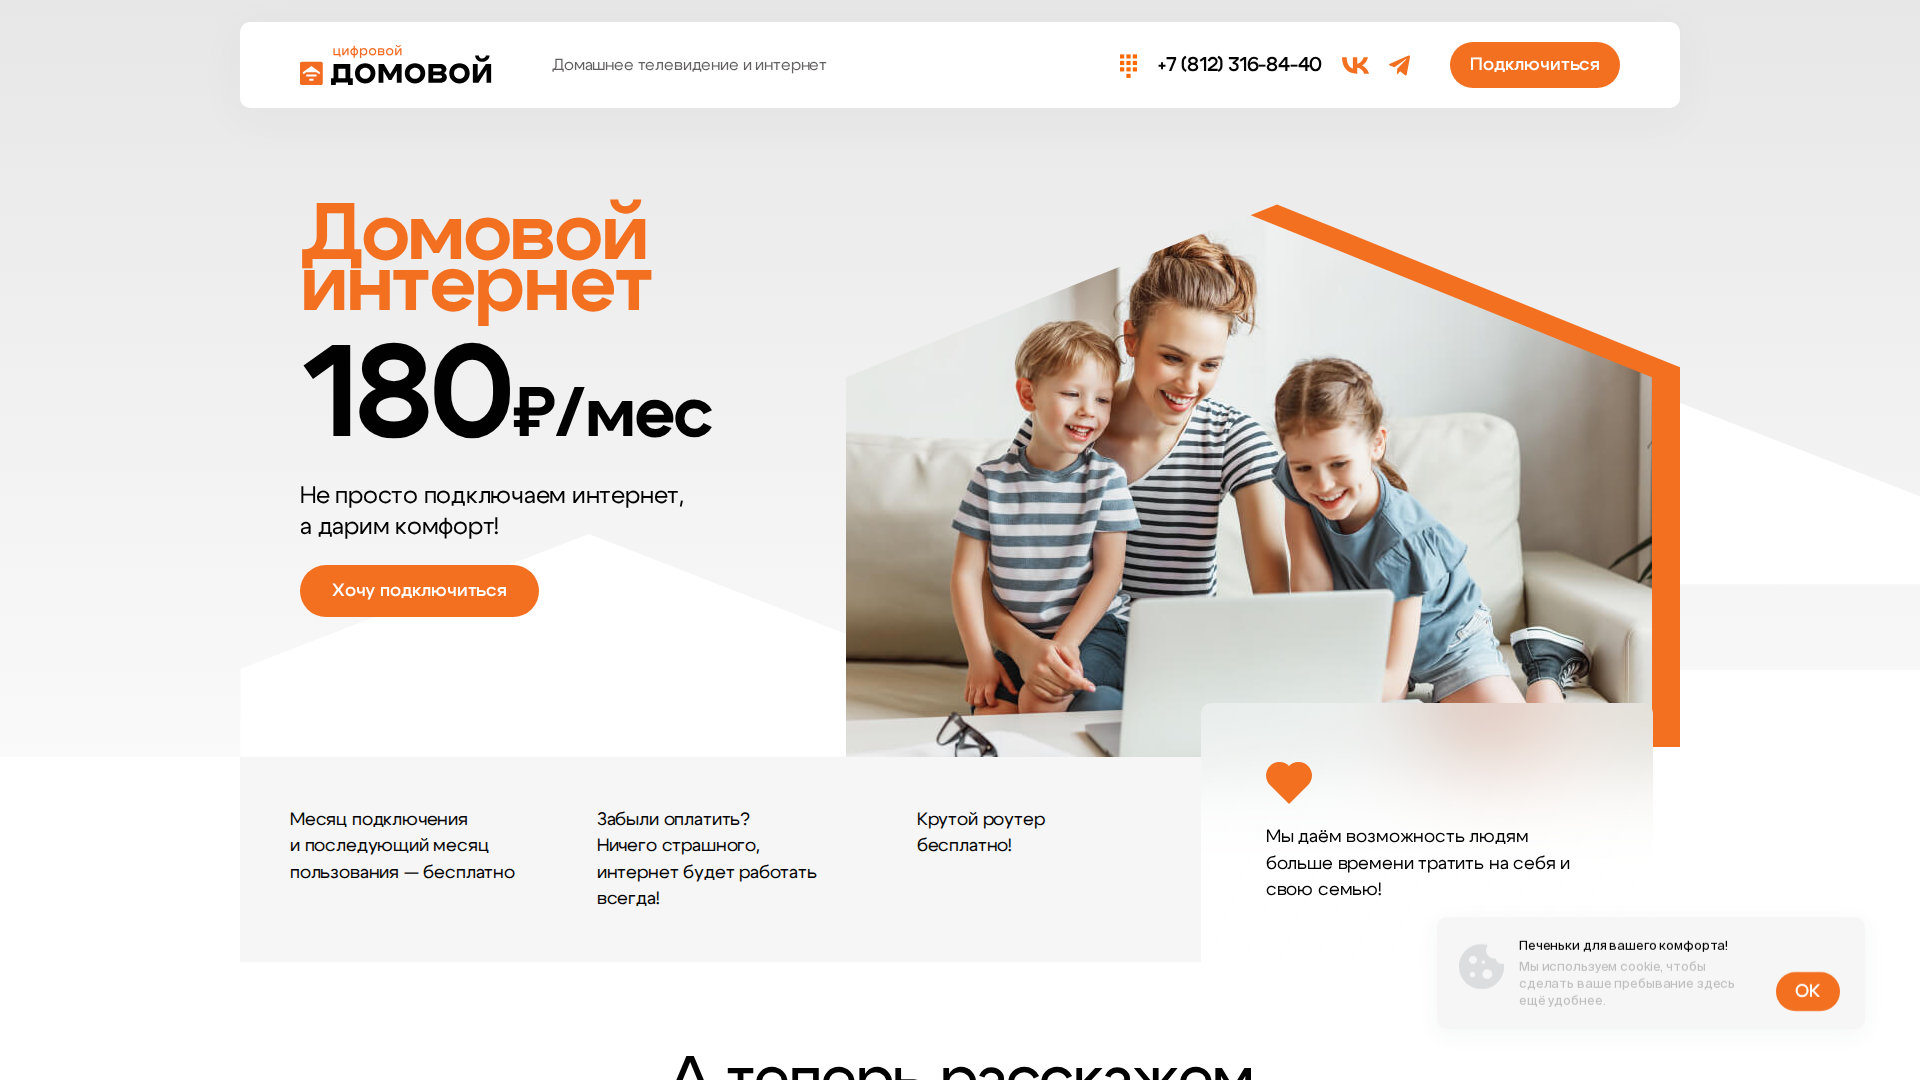 цифровой
домовой
Домашнее телевидение и интернет
+7 (812) 316-84-40
Подключиться
Домовой
интернет
180₽/мес
Не просто подключаем интернет,
а дарим комфорт!
Хочу подключиться
Месяц подключения
и последующий месяц
пользования — бесплатно
Забыли оплатить?
Ничего страшного,
интернет будет работать
всегда!
Крутой роутер
бесплатно!
Мы даём возможность людям
больше времени тратить на себя и
свою семью!
Печеньки для вашего комфорта!
Мы используем cookie, чтобы
сделать ваше пребывание здесь
ещё удобнее.
OK
А теперь расскажем